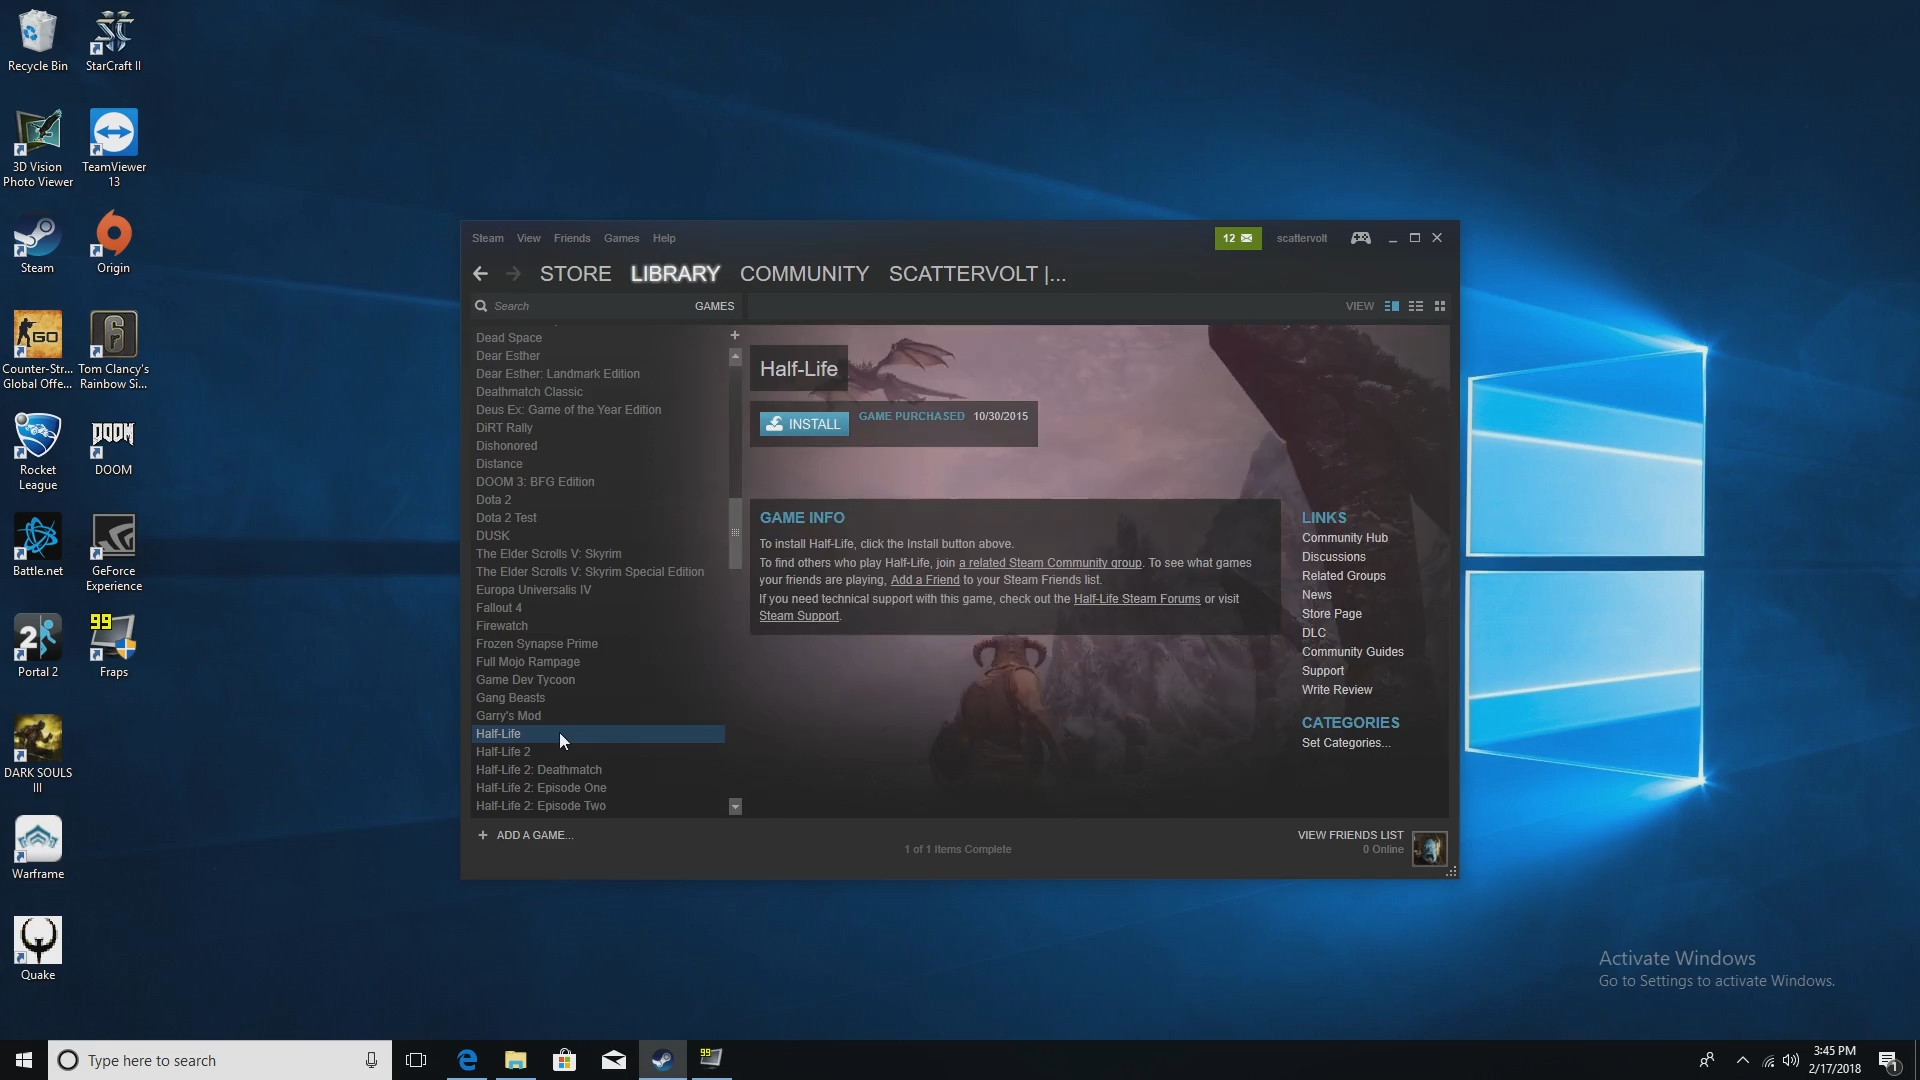 Recycle Bin
StarCraft II
3D Vision
Photo Viewer
TeamViewer
13
Steam
Origin
GO
6
Counter-Str...
Global Offe...
Tom Clancy's
Rainbow Si...
DOOM
Rocket
League
DOOM
Battle.net
GeForce
Experience
2
99
Portal 2
Fraps
DARK SOULS
III
Warframe
Quake
Steam View Friends Games Help
12
scattervolt
STORE LIBRARY COMMUNITY SCATTERVOLT |...
Search
GAMES
VIEW
Dead Space
Dear Esther
Dear Esther: Landmark Edition
Deathmatch Classic
Deus Ex: Game of the Year Edition
DiRT Rally
Dishonored
Distance
DOOM 3: BFG Edition
Dota 2
Dota 2 Test
DUSK
The Elder Scrolls V: Skyrim
The Elder Scrolls V: Skyrim Special Edition
Europa Universalis IV
Fallout 4
Firewatch
Frozen Synapse Prime
Full Mojo Rampage
Game Dev Tycoon
Gang Beasts
Garry's Mod
Half-Life
Half-Life 2
Half-Life 2: Deathmatch
Half-Life 2: Episode One
Half-Life 2: Episode Two
+ ADD A GAME...
Half-Life
INSTALL
GAME PURCHASED 10/30/2015
GAME INFO
To install Half-Life, click the Install button above.
To find others who play Half-Life, join a related Steam Community group. To see what games
your friends are playing, Add a Friend to your Steam Friends list.
If you need technical support with this game, check out the Half-Life Steam Forums or visit
Steam Support.
LINKS
Community Hub
Discussions
Related Groups
News
Store Page
DLC
Community Guides
Support
Write Review
CATEGORIES
Set Categories...
1 of 1 Items Complete
VIEW FRIENDS LIST
0 Online
Activate Windows
Go to Settings to activate Windows.
Type here to search
99
3:45 PM
2/17/2018
1